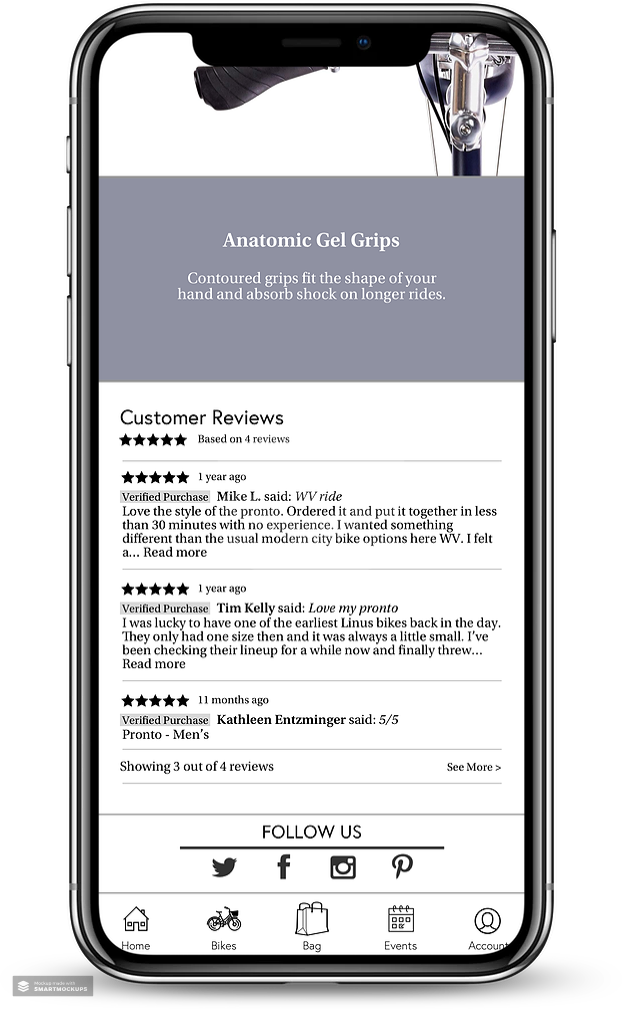 Anatomic Gel Grips
Contoured grips fit the shape of your
hand and absorb shock on longer rides.
Customer Reviews
Based on 4 reviews
1 year ago
Verified Purchase Mike L. said: WV ride
Love the style of the pronto. Ordered it and put it together in less
than 30 minutes with no experience. I wanted something
different than the usual modern city bike options here WV. I felt
a... Read more
1 year ago
Verified Purchase Tim Kelly said: Love my pronto
I was lucky to have one of the earliest Linus bikes back in the day.
They only had one size then and it was always a little small. I've
been checking their lineup for a while now and finally threw...
Read more
11 months ago
Verified Purchase Kathleen Entzminger said: 5/5
Pronto - Men's
Showing 3 out of 4 reviews See More >
FOLLOW US
Home Bikes Bag Events Account
Mockup made with
SMARTMOCKUPS